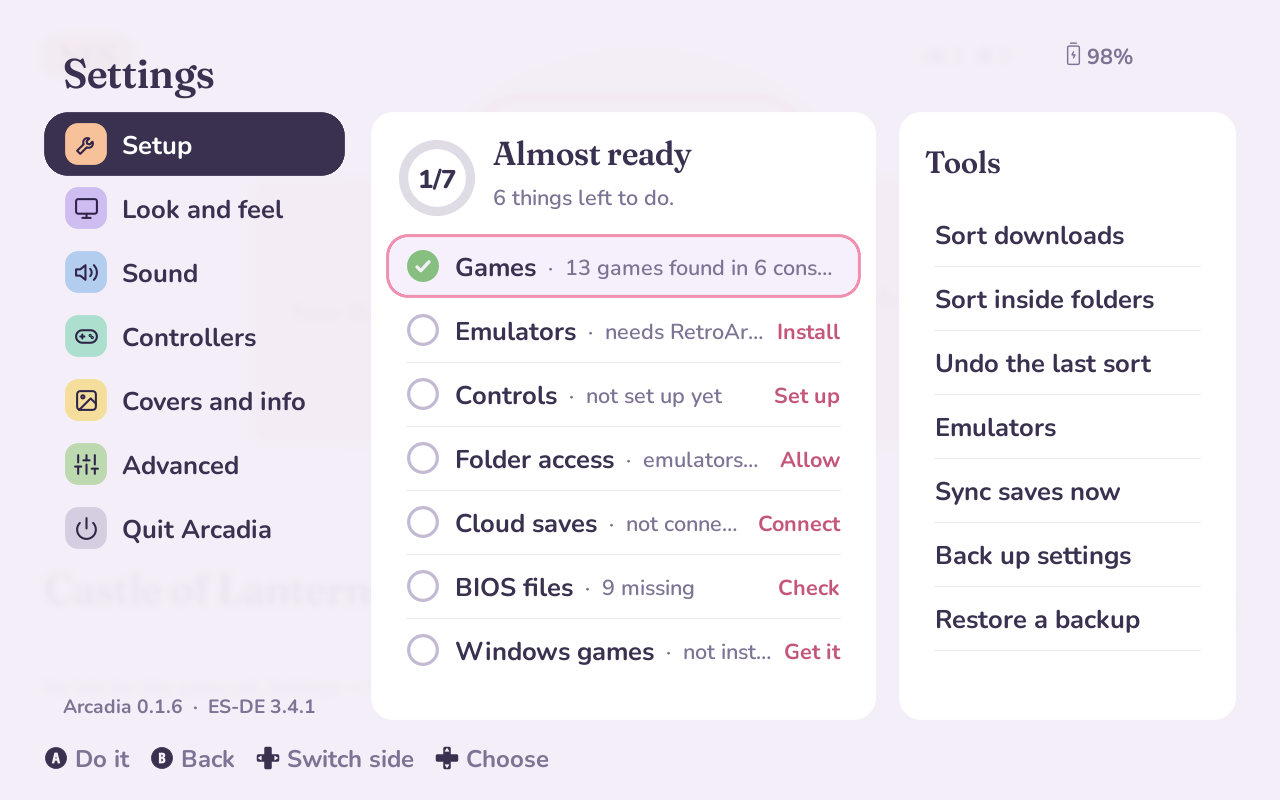 Settings
98%
Setup
Look and feel
Sound
Controllers
Covers and info
Advanced
Quit Arcadia
Castle of Lantern
Arcadia 0.1.6 · ES-DE 3.4.1
1/7
Almost ready
6 things left to do.
Games · 13 games found in 6 cons...
Emulators · needs RetroAr... Install
Controls · not set up yet Set up
Folder access · emulators... Allow
Cloud saves · not conne... Connect
BIOS files · 9 missing Check
Windows games · not inst... Get it
Tools
Sort downloads
Sort inside folders
Undo the last sort
Emulators
Sync saves now
Back up settings
Restore a backup
A Do it B Back Switch side Choose